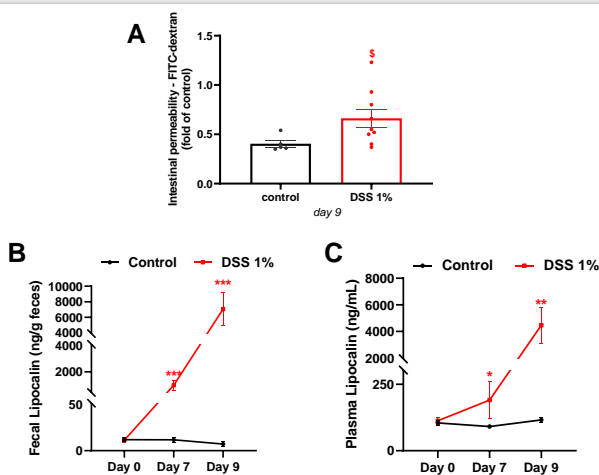 A
Intestinal permeability - FITC-dextran
(fold of control)
1.5
1.0
0.5
0.0
$
control
DSS 1%
day 9
B
Control
DSS 1%
Fecal Lipocalin (ng/g feces)
10000
8000
6000
4000
4000
2000
50
0
***
***
Day 0
Day 7
Day 9
C
Control
DSS 1%
Plasma Lipocalin (ng/mL)
8000
6000
4000
2000
250
0
*
**
Day 0
Day 7
Day 9